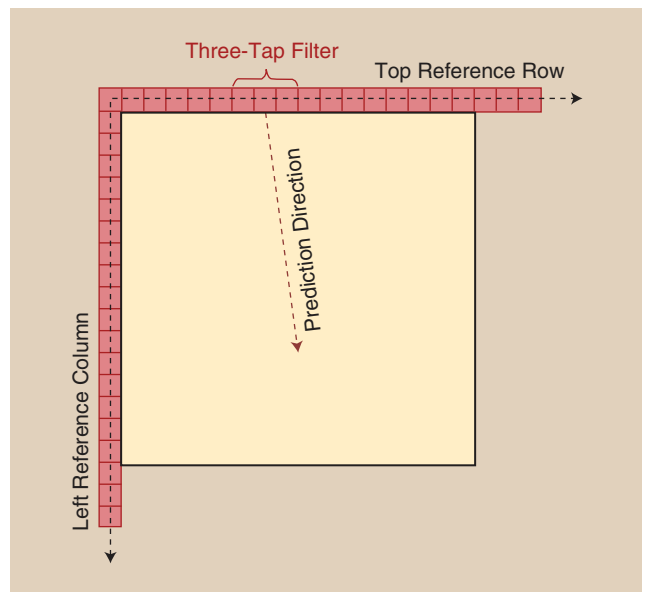 Three-Tap Filter
Top Reference Row
Prediction Direction
Left Reference Column